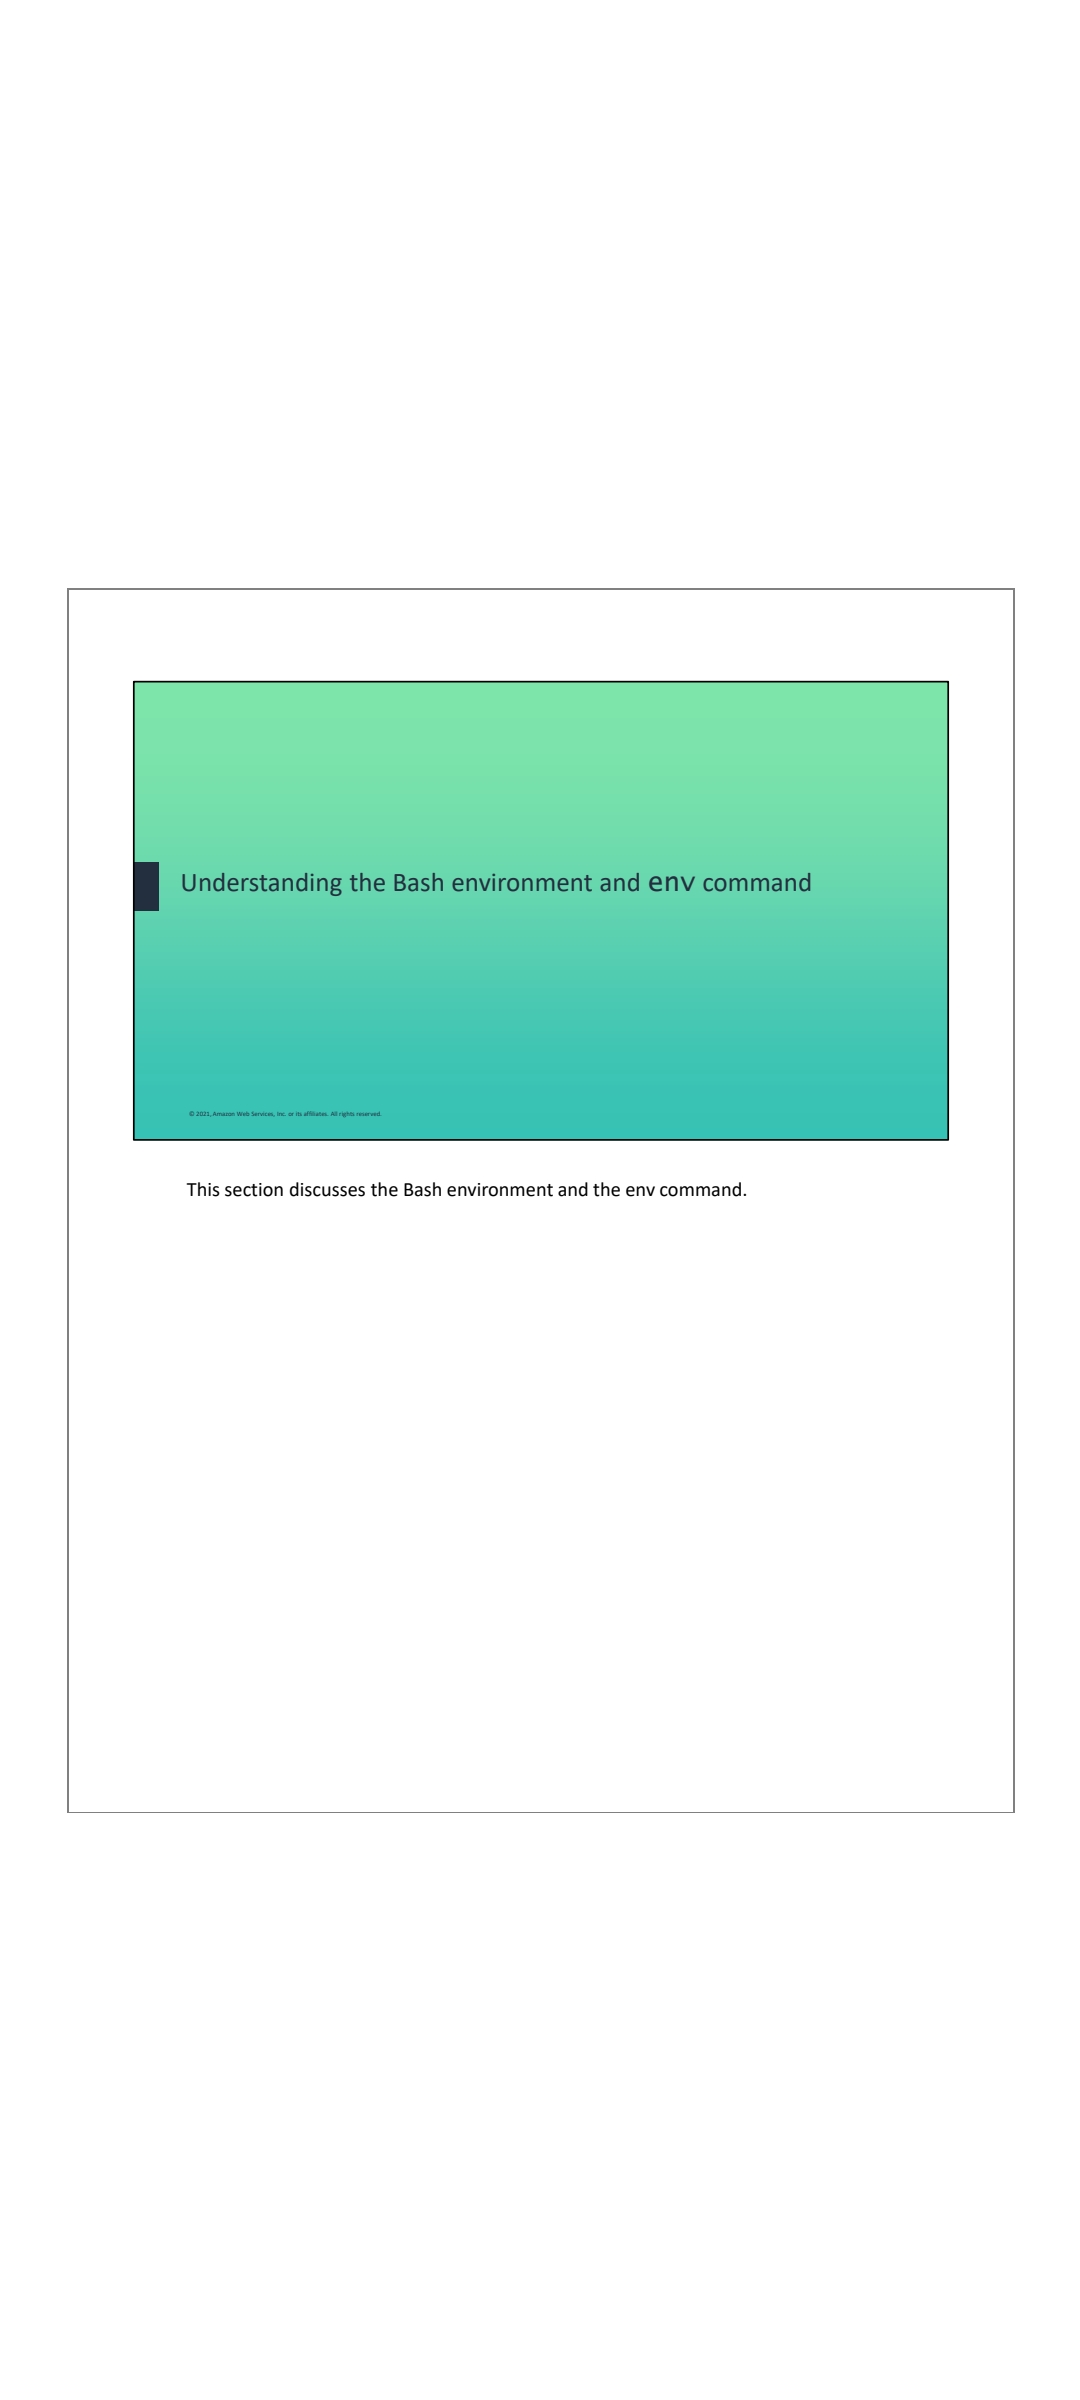 Understanding the Bash environment and env command
© 2021, Amazon Web Services, Inc. or its affiliates. All rights reserved.
This section discusses the Bash environment and the env command.